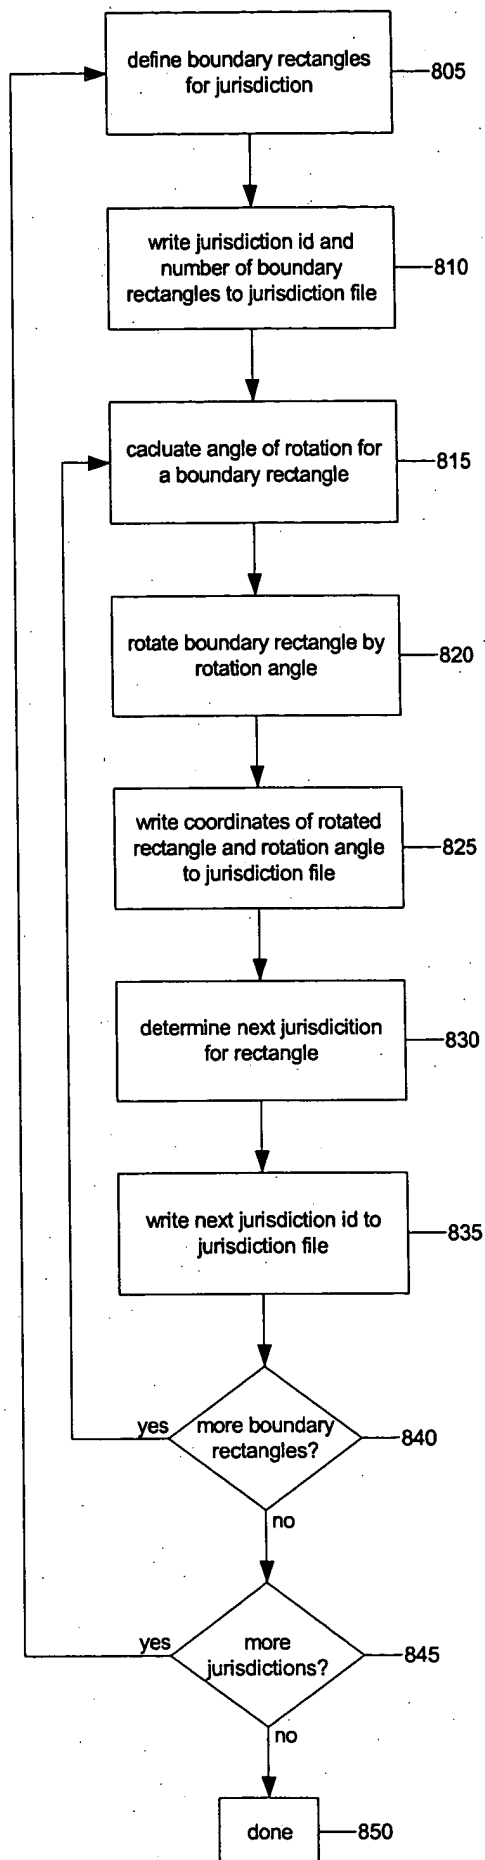 define boundary rectangles
for jurisdiction
805
write jurisdiction id and
number of boundary
rectangles to jurisdiction file
810
cacluate angle of rotation for
a boundary rectangle
815
rotate boundary rectangle by
rotation angle
820
write coordinates of rotated
rectangle and rotation angle
to jurisdiction file
825
determine next jurisdicition
for rectangle
830
write next jurisdiction id to
jurisdiction file
835
yes
more boundary
rectangles?
840
no
yes
more
jurisdictions?
845
no
done
850